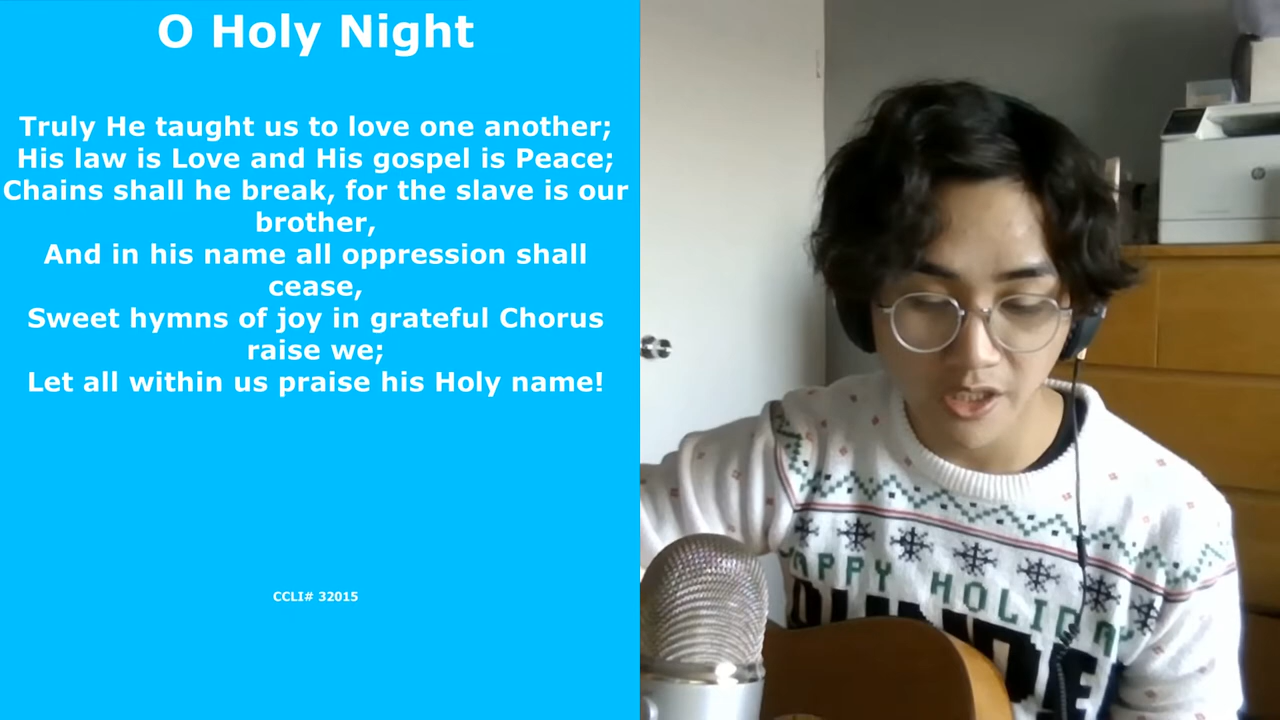 O Holy Night
Truly He taught us to love one another;
His law is Love and His gospel is Peace;
Chains shall he break, for the slave is our
brother,
And in his name all oppression shall
cease,
Sweet hymns of joy in grateful Chorus
raise we;
Let all within us praise his Holy name!
CCLI# 32015
APPY HOLIDA